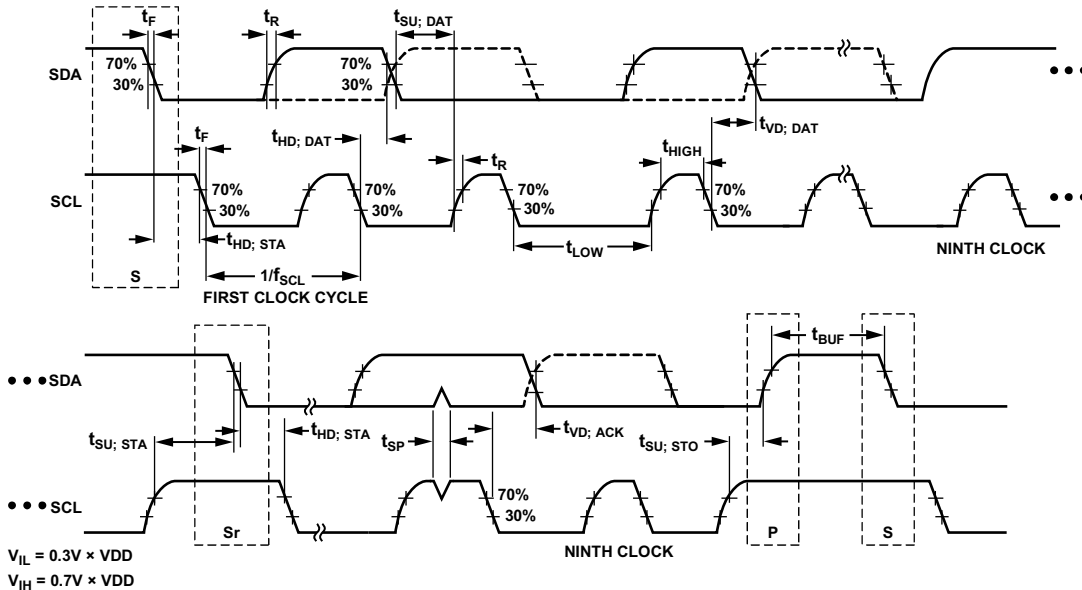 tF
tR
tSU; DAT
SDA
70%
30%
70%
30%
tF
tHD; DAT
tR
tHIGH
tVD; DAT
SCL
70%
30%
70%
30%
70%
30%
70%
30%
tHD; STA
tLOW
NINTH CLOCK
S
1/fSCL
FIRST CLOCK CYCLE
tBUF
SDA
tSU; STA
tHD; STA
tSP
tVD; ACK
tSU; STO
SCL
70%
30%
Sr
NINTH CLOCK
P
S
VIL = 0.3V × VDD
VIH = 0.7V × VDD